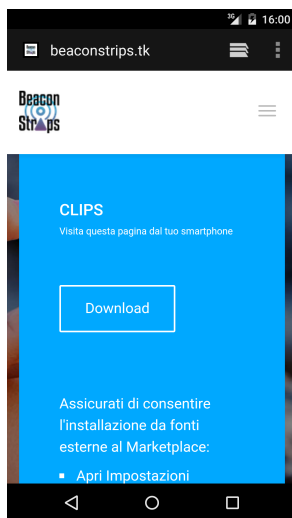 3G 16:00
beaconstrips.tk
Beacon
Strips
CLIPS
Visita questa pagina dal tuo smartphone
Download
Assicurati di consentire
l'installazione da fonti
esterne al Marketplace:
Apri Impostazioni